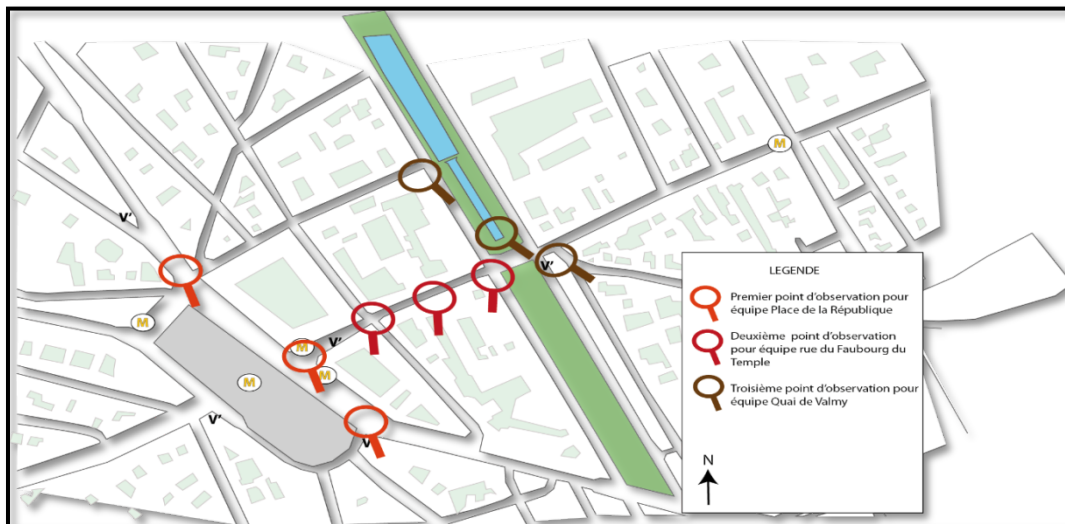 M
V'
M
M
V'
M
M
V'
V'
V'
LEGENDE
Premier point d'observation pour
équipe Place de la République
Deuxième point d'observation
pour équipe rue du Faubourg du
Temple
Troisième point d'observation pour
équipe Quai de Valmy
N